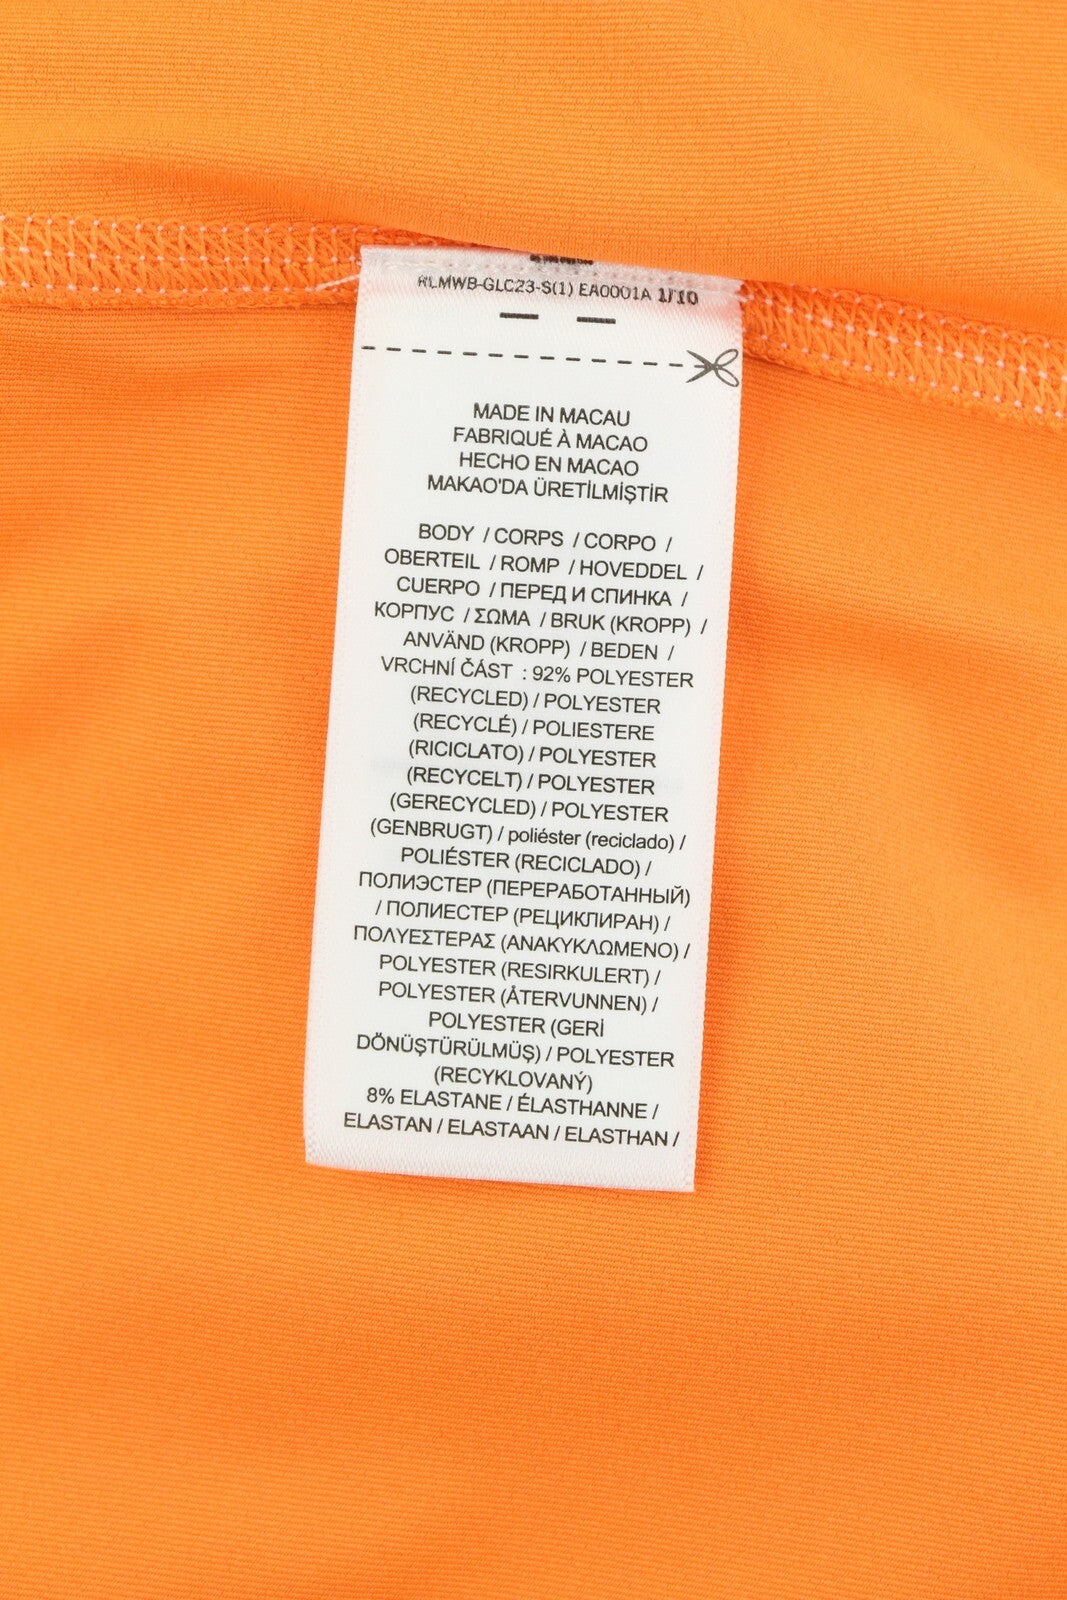 RLMWB-GLC23-S(1) EA0001A 1/10
MADE IN MACAU
FABRIQUÉ À MACAO
HECHO EN MACAO
MAKAO'DA ÜRETİLMİŞTİR
BODY / CORPS / CORPO /
OBERTEIL / ROMP / HOVEDDEL /
CUERPO / ПЕРЕД И СПИНКА /
КОРПУС / ΣΩΜΑ / BRUK (KROPP) /
ANVÄND (KROPP) / BEDEN /
VRCHNÍ ČÁST : 92% POLYESTER
(RECYCLED) / POLYESTER
(RECYCLÉ) / POLIESTERE
(RICICLATO) / POLYESTER
(RECYCELT) / POLYESTER
(GERECYCLED) / POLYESTER
(GENBRUGT) / poliéster (reciclado) /
POLIÉSTER (RECICLADO) /
ПОЛИЭСТЕР (ПЕРЕРАБОТАННЫЙ)
/ ПОЛИЕСТЕР (РЕЦИКЛИРАН) /
ΠΟΛΥΕΣΤΕΡΑΣ (ΑΝΑΚΥΚΛΩΜΕΝΟ) /
POLYESTER (RESIRKULERT) /
POLYESTER (ÅTERVUNNEN) /
POLYESTER (GERİ
DÖNÜŞTÜRÜLMÜŞ) / POLYESTER
(RECYKLOVANÝ)
8% ELASTANE / ÉLASTHANNE /
ELASTAN / ELASTAAN / ELASTHAN /